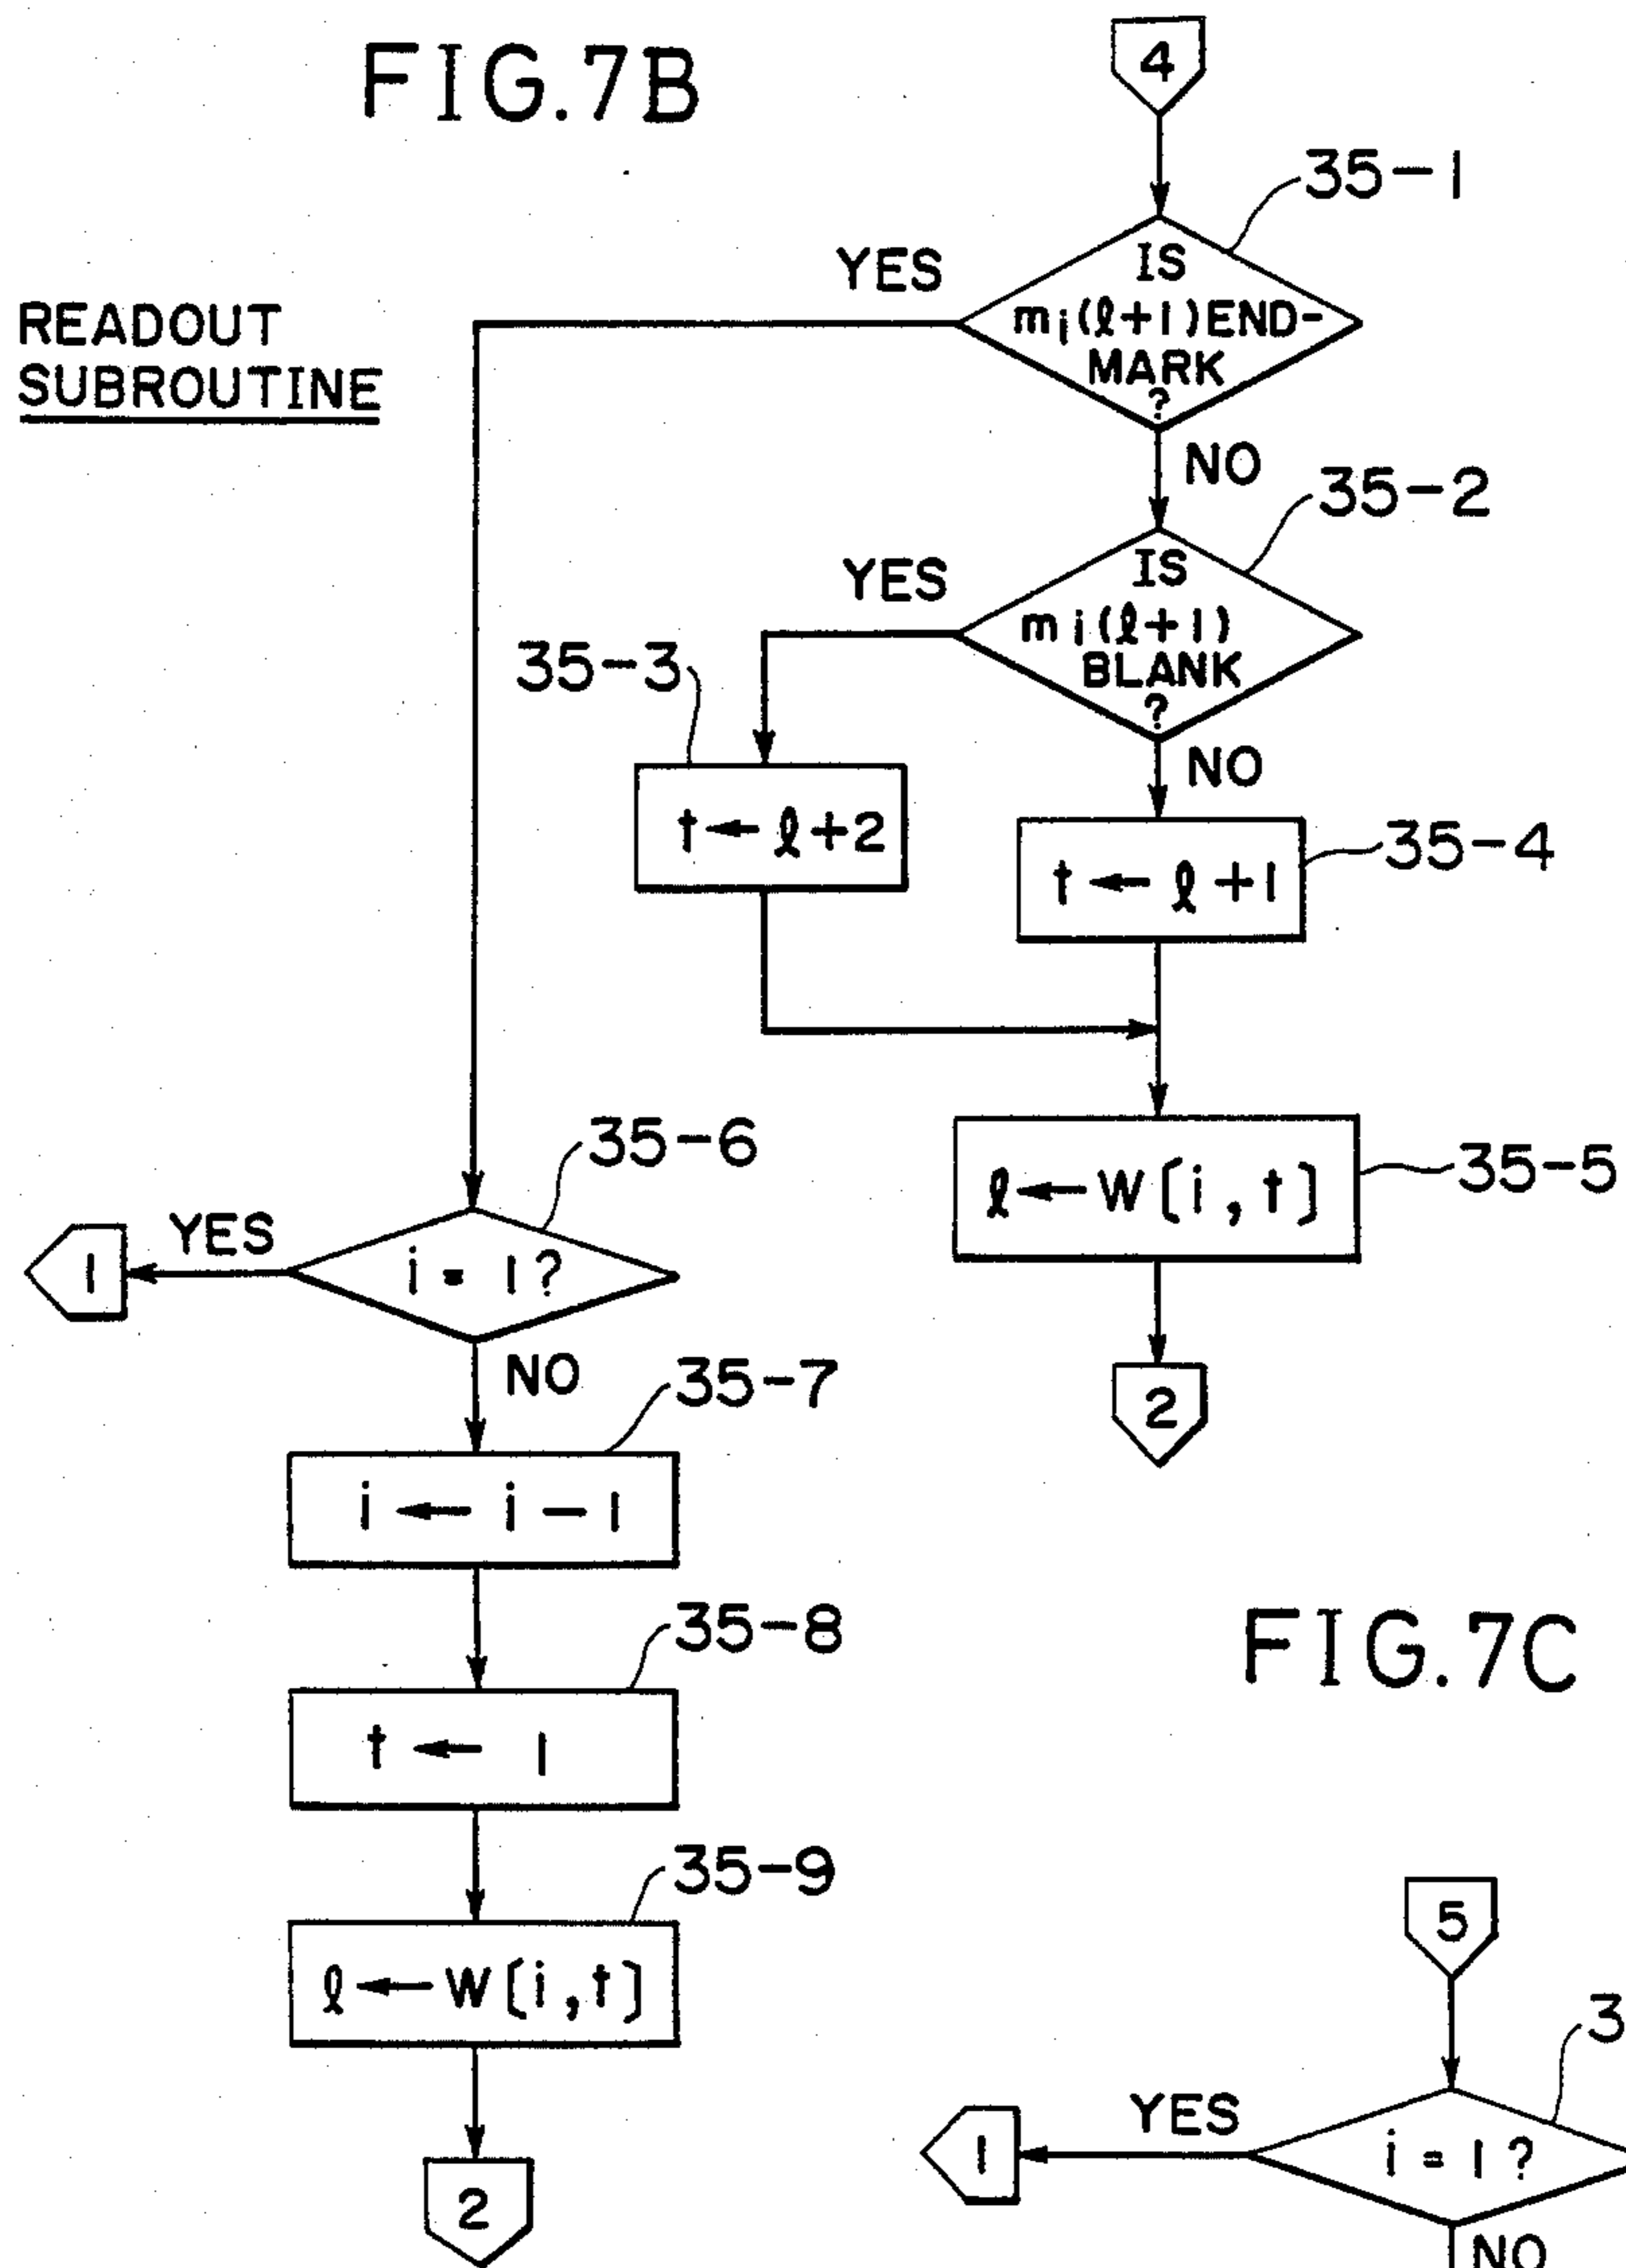 FIG.7B
READOUT
SUBROUTINE
4
35-1
IS
mi(ℓ+1)END-
MARK
?
YES
NO
35-2
IS
mi(ℓ+1)
BLANK
?
YES
NO
35-3
t←ℓ+2
35-4
t←ℓ+1
35-5
ℓ←W[i,t]
2
35-6
i = 1?
YES
1
NO
35-7
i ← i-1
35-8
t ← 1
35-9
ℓ←W[i,t]
2
FIG.7C
5
3
i = 1?
YES
1
NO